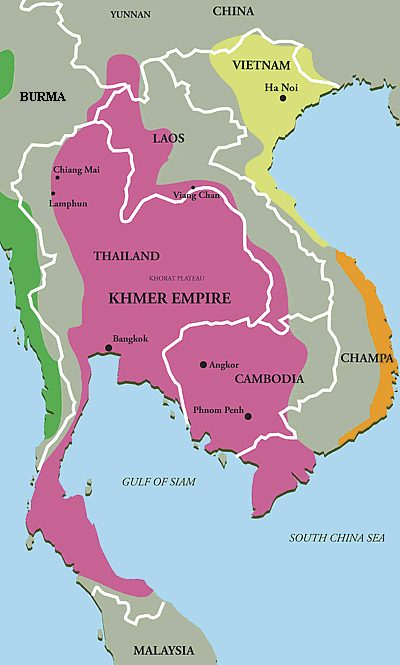 CHINA
YUNNAN
VIETNAM
Ha Noi
BURMA
LAOS
Chiang Mai
Viang Chan
Lamphun
THAILAND
KHORAT PLATEAU
KHMER EMPIRE
Bangkok
CHAMPA
Angkor
CAMBODIA
Phnom Penh
GULF OF SIAM
SOUTH CHINA SEA
MALAYSIA